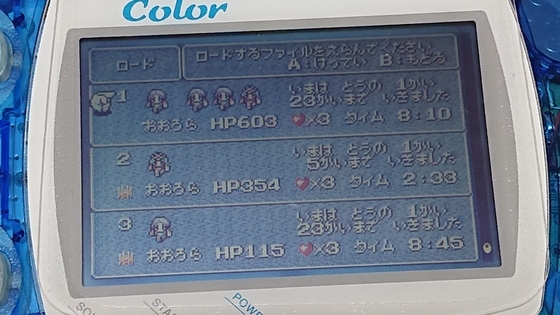 Color
ロード
ロードするファイルをえらんでください
A:けってい B:もどる
1
いまは とうの 1かい
23かいまで いきました
おおろら HP603 ♥×3 タイム 8:10
2
いまは とうの 1かい
5かいまで いきました
おおろら HP354 ♥×3 タイム 2:33
3
いまは とうの 1かい
23かいまで いきました
おおろら HP115 ♥×3 タイム 8:45
POWE